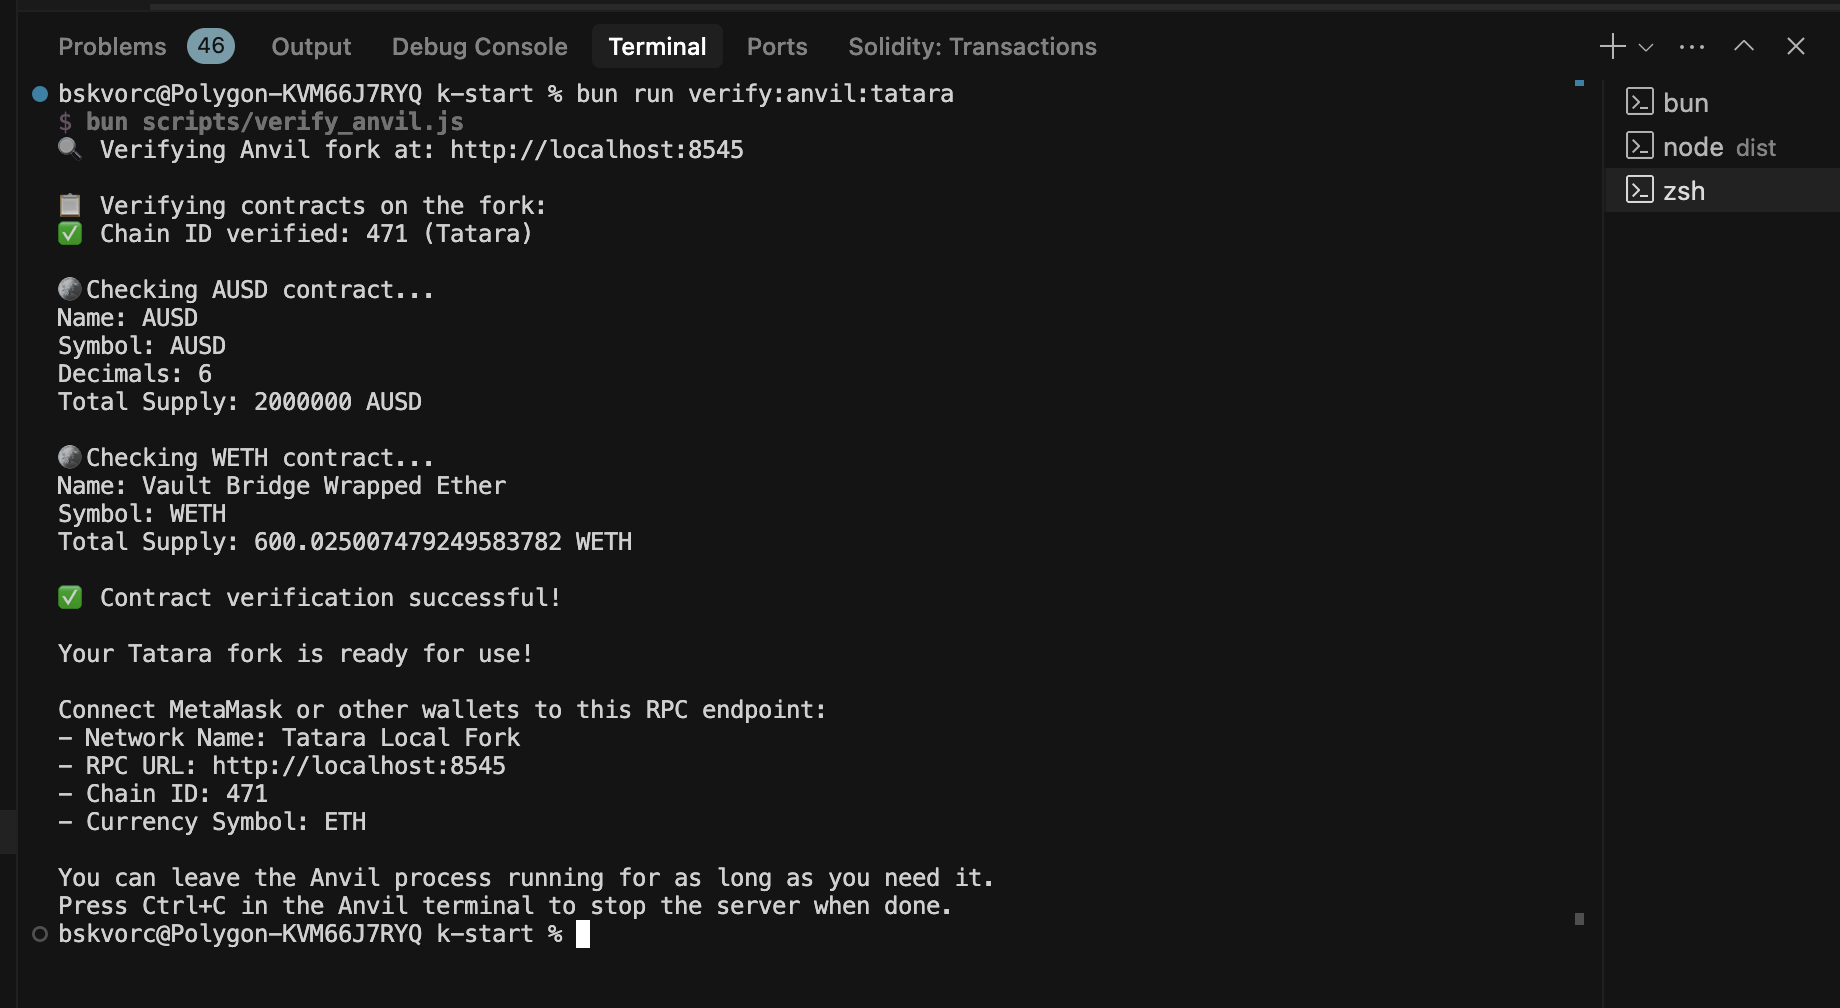 Problems 46 Output Debug Console Terminal Ports Solidity: Transactions
bskvorc@Polygon-KVM66J7RYQ k-start % bun run verify:anvil:tatara
$ bun scripts/verify_anvil.js
🔍 Verifying Anvil fork at: http://localhost:8545
📋 Verifying contracts on the fork:
✅ Chain ID verified: 471 (Tatara)
🌕Checking AUSD contract...
Name: AUSD
Symbol: AUSD
Decimals: 6
Total Supply: 2000000 AUSD
🌕Checking WETH contract...
Name: Vault Bridge Wrapped Ether
Symbol: WETH
Total Supply: 600.025007479249583782 WETH
✅ Contract verification successful!
Your Tatara fork is ready for use!
Connect MetaMask or other wallets to this RPC endpoint:
- Network Name: Tatara Local Fork
- RPC URL: http://localhost:8545
- Chain ID: 471
- Currency Symbol: ETH
You can leave the Anvil process running for as long as you need it.
Press Ctrl+C in the Anvil terminal to stop the server when done.
bskvorc@Polygon-KVM66J7RYQ k-start %
bun
node dist
zsh